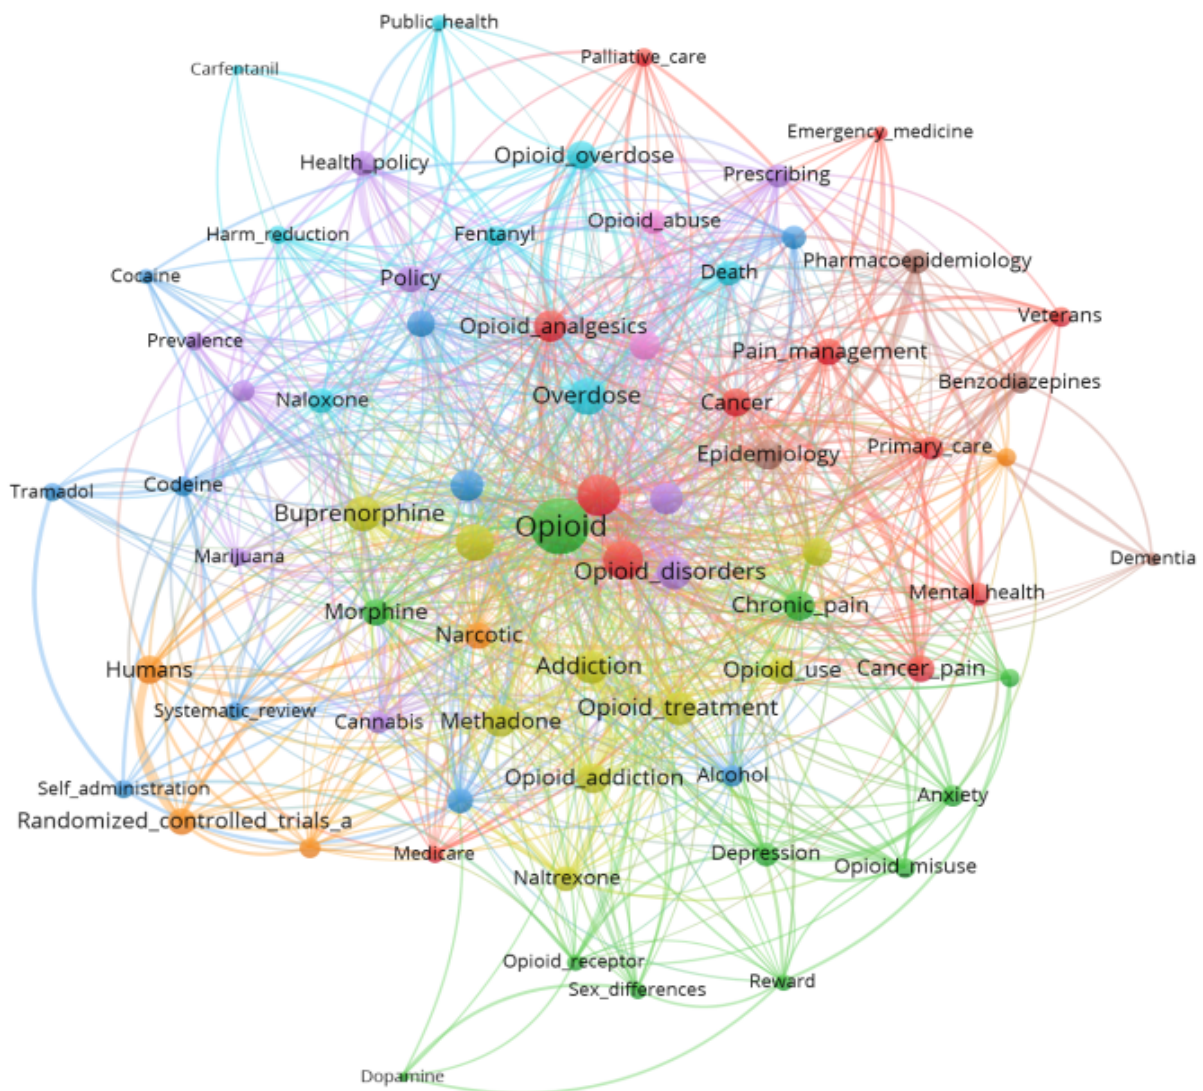 Public_health
Palliative_care
Carfentanil
Emergency_medicine
Health_policy
Opioid_overdose
Prescribing
Opioid_abuse
Harm_reduction
Fentanyl
Pharmacoepidemiology
Cocaine
Policy
Death
Veterans
Opioid_analgesics
Prevalence
Pain_management
Benzodiazepines
Naloxone
Overdose
Cancer
Epidemiology
Primary_care
Tramadol
Codeine
Buprenorphine
Opioid
Marijuana
Opioid_disorders
Dementia
Morphine
Chronic_pain
Mental_health
Narcotic
Humans
Addiction
Opioid_use
Cancer_pain
Systematic_review
Cannabis
Methadone
Opioid_treatment
Self_administration
Opioid_addiction
Alcohol
Anxiety
Randomized_controlled_trials_a
Medicare
Depression
Opioid_misuse
Naltrexone
Opioid_receptor
Sex_differences
Reward
Dopamine